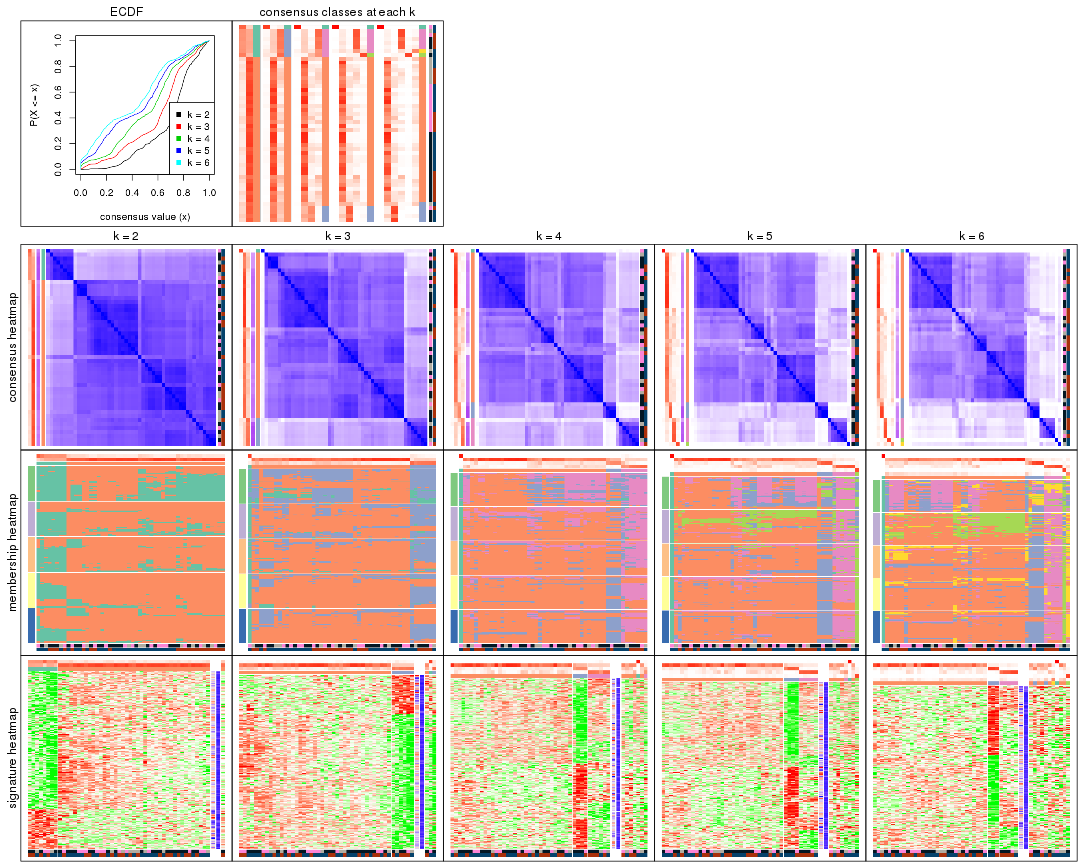 ECDF
consensus classes at each k
P(X <= x)
0.0 0.2 0.4 0.6 0.8 1.0
k = 2
k = 3
k = 4
k = 5
k = 6
0.0 0.2 0.4 0.6 0.8 1.0
consensus value (x)
k = 2
k = 3
k = 4
k = 5
k = 6
consensus heatmap
membership heatmap
signature heatmap